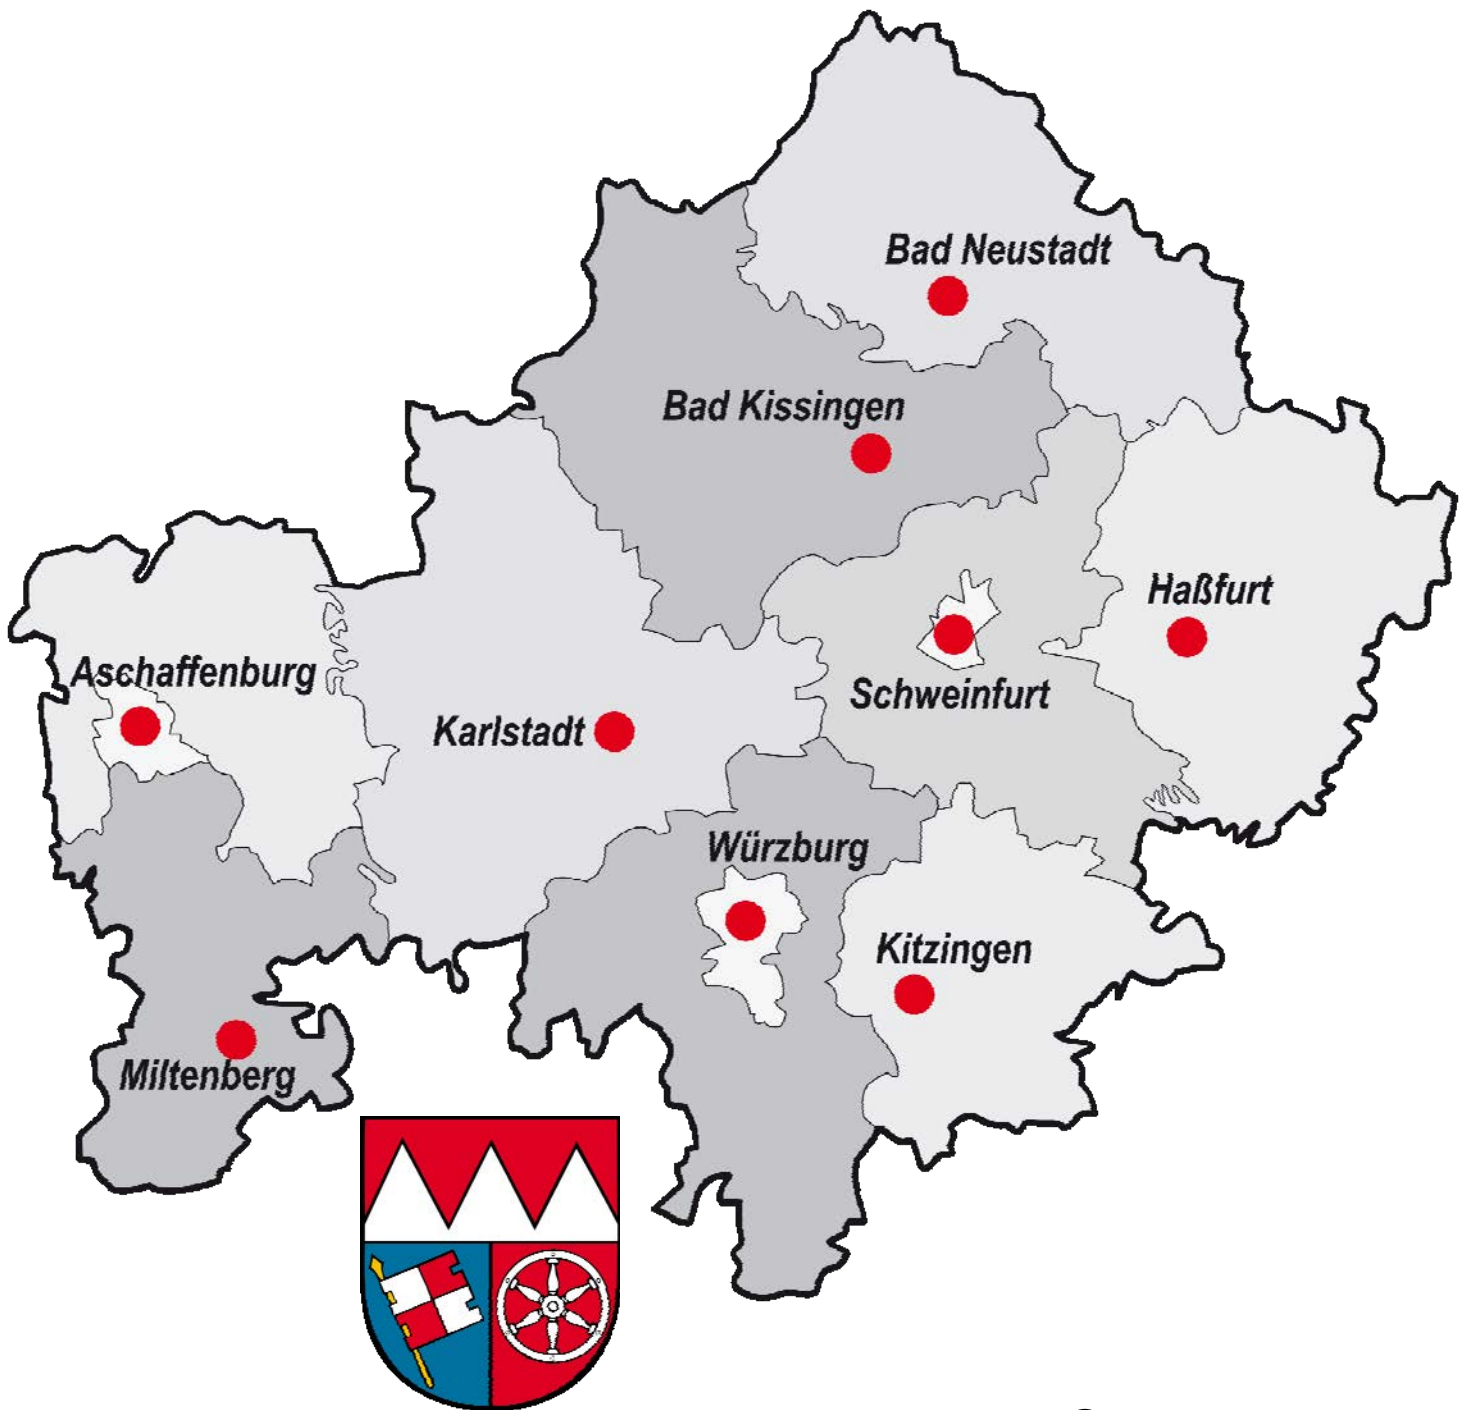 Bad Neustadt
Bad Kissingen
Haßfurt
Aschaffenburg
Schweinfurt
Karlstadt
Würzburg
Kitzingen
Miltenberg